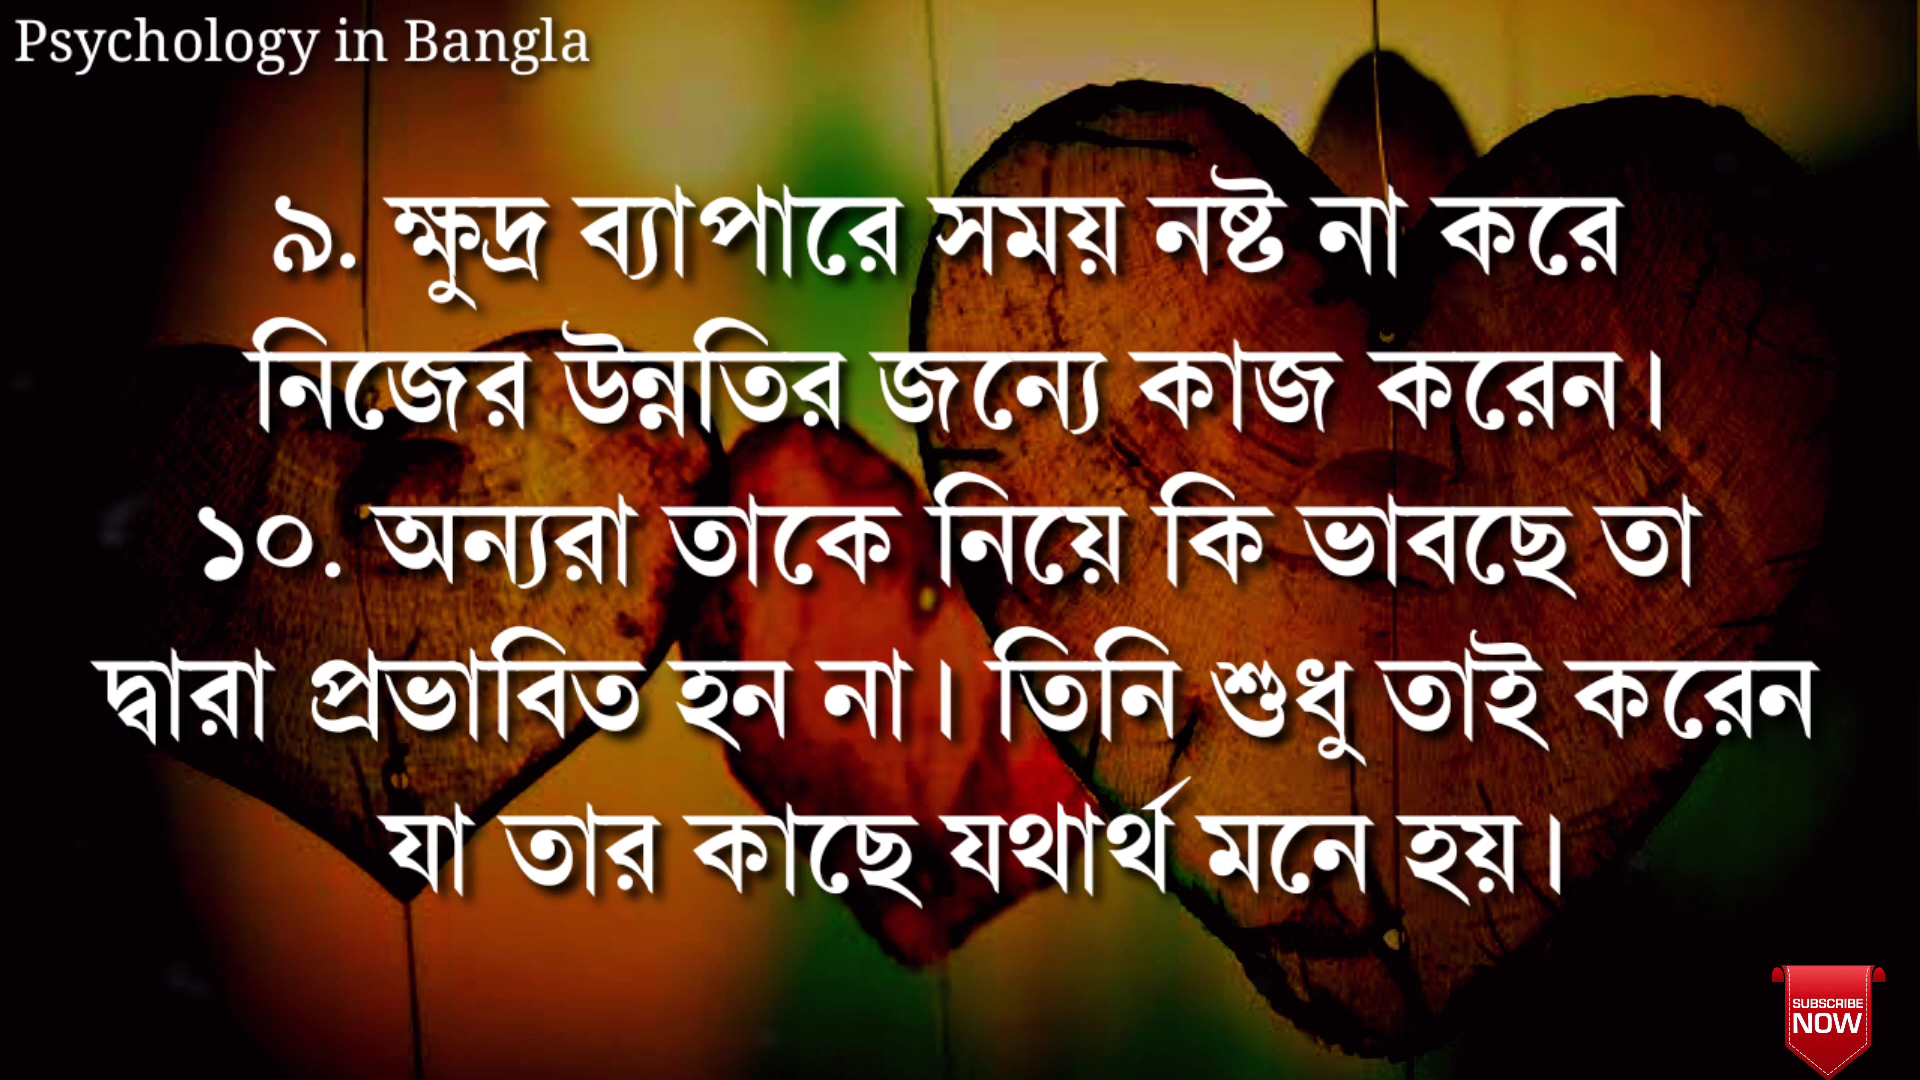 Psychology in Bangla
৯. ক্ষুদ্র ব্যাপারে সময় নষ্ট না করে
নিজের উন্নতির জন্যে কাজ করেন।
১০. অন্যরা তাকে নিয়ে কি ভাবছে তা
দ্বারা প্রভাবিত হন না। তিনি শুধু তাই করেন
যা তার কাছে যথার্থ মনে হয়।
SUBSCRIBE
NOW